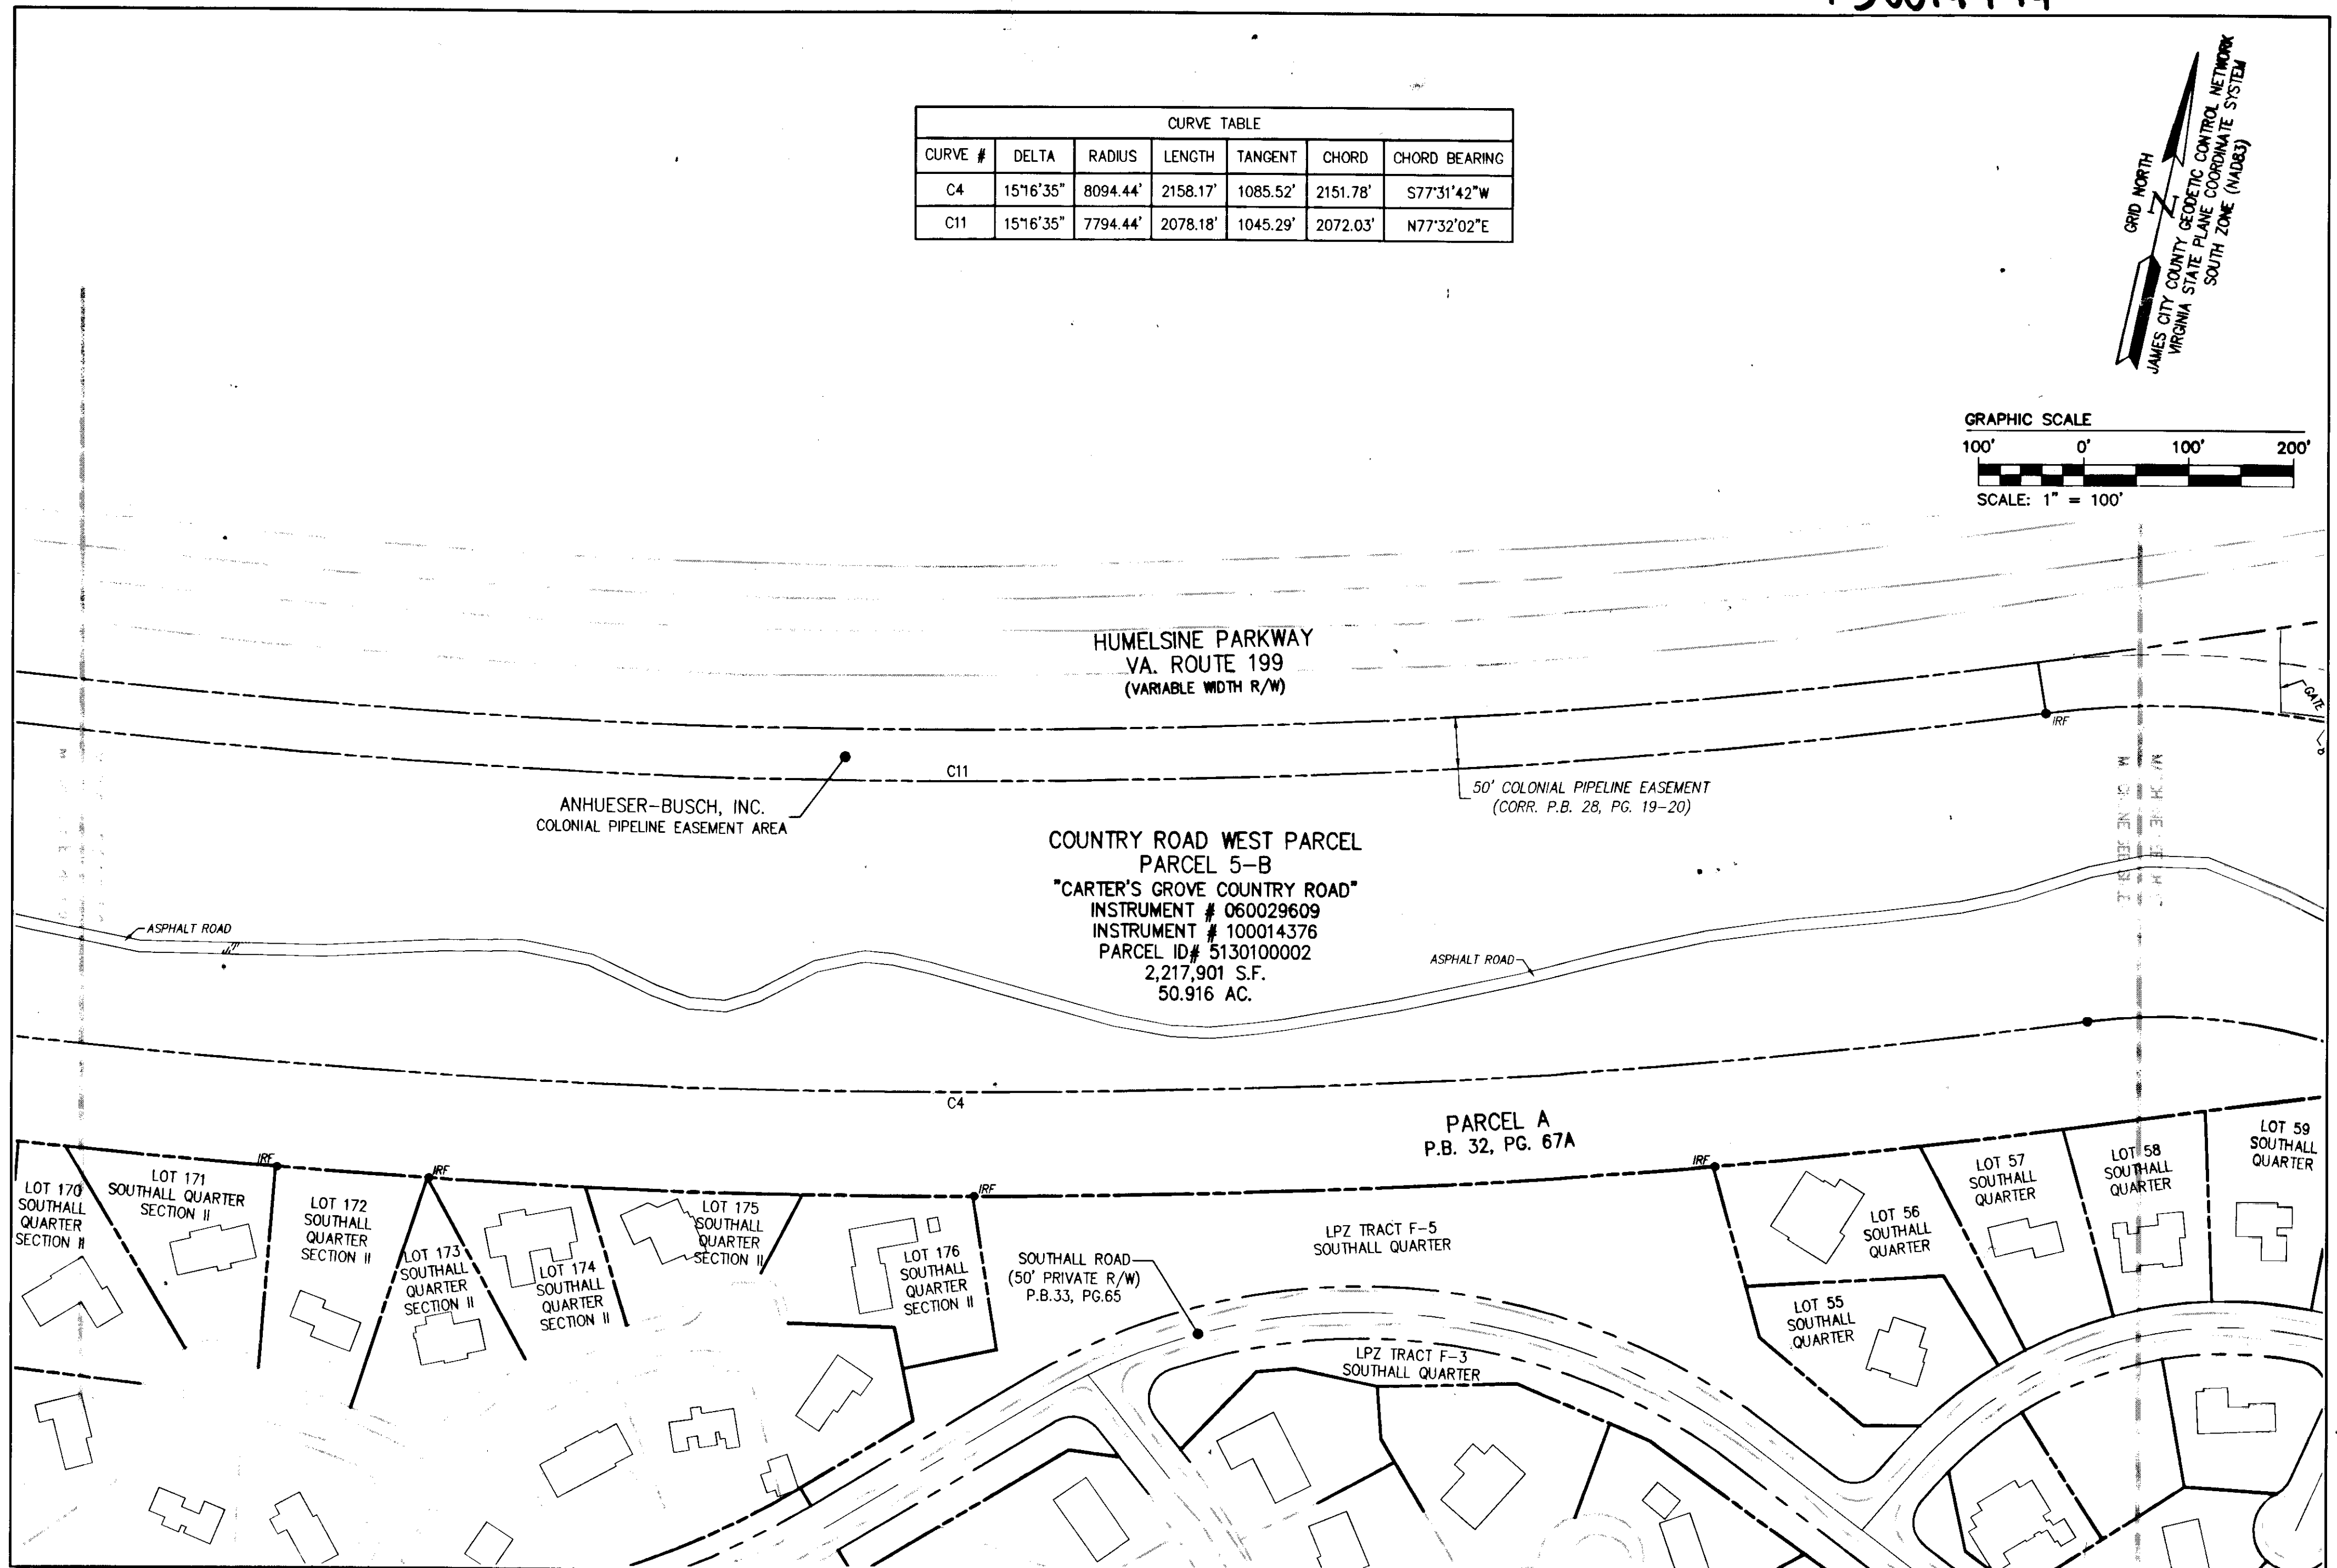 CURVE TABLE
CURVE # DELTA RADIUS LENGTH TANGENT CHORD CHORD BEARING
C4 15°16'35" 8094.44' 2158.17' 1085.52' 2151.78' S77°31'42"W
C11 15°16'35" 7794.44' 2078.18' 1045.29' 2072.03' N77°32'02"E
GRID NORTH
JAMES CITY COUNTY GEODETIC CONTROL NETWORK
VIRGINIA STATE PLANE COORDINATE SYSTEM
SOUTH ZONE (NAD83)
GRAPHIC SCALE
100' 0' 100' 200'
SCALE: 1" = 100'
HUMELSINE PARKWAY
VA. ROUTE 199
(VARIABLE WIDTH R/W)
GATE
IRF
C11
ANHUESER-BUSCH, INC.
COLONIAL PIPELINE EASEMENT AREA
50' COLONIAL PIPELINE EASEMENT
(CORR. P.B. 28, PG. 19-20)
COUNTRY ROAD WEST PARCEL
PARCEL 5-B
"CARTER'S GROVE COUNTRY ROAD"
INSTRUMENT # 060029609
INSTRUMENT # 100014376
PARCEL ID# 5130100002
2,217,901 S.F.
50.916 AC.
ASPHALT ROAD
ASPHALT ROAD
C4
PARCEL A
P.B. 32, PG. 67A
IRF
IRF
IRF
IRF
LOT 170
SOUTHALL
QUARTER
SECTION II
LOT 171
SOUTHALL QUARTER
SECTION II
LOT 172
SOUTHALL
QUARTER
SECTION II
LOT 173
SOUTHALL
QUARTER
SECTION II
LOT 174
SOUTHALL
QUARTER
SECTION II
LOT 175
SOUTHALL
QUARTER
SECTION II
LOT 176
SOUTHALL
QUARTER
SECTION II
SOUTHALL ROAD
(50' PRIVATE R/W)
P.B.33, PG.65
LPZ TRACT F-5
SOUTHALL QUARTER
LPZ TRACT F-3
SOUTHALL QUARTER
LOT 55
SOUTHALL
QUARTER
LOT 56
SOUTHALL
QUARTER
LOT 57
SOUTHALL
QUARTER
LOT 58
SOUTHALL
QUARTER
LOT 59
SOUTHALL
QUARTER